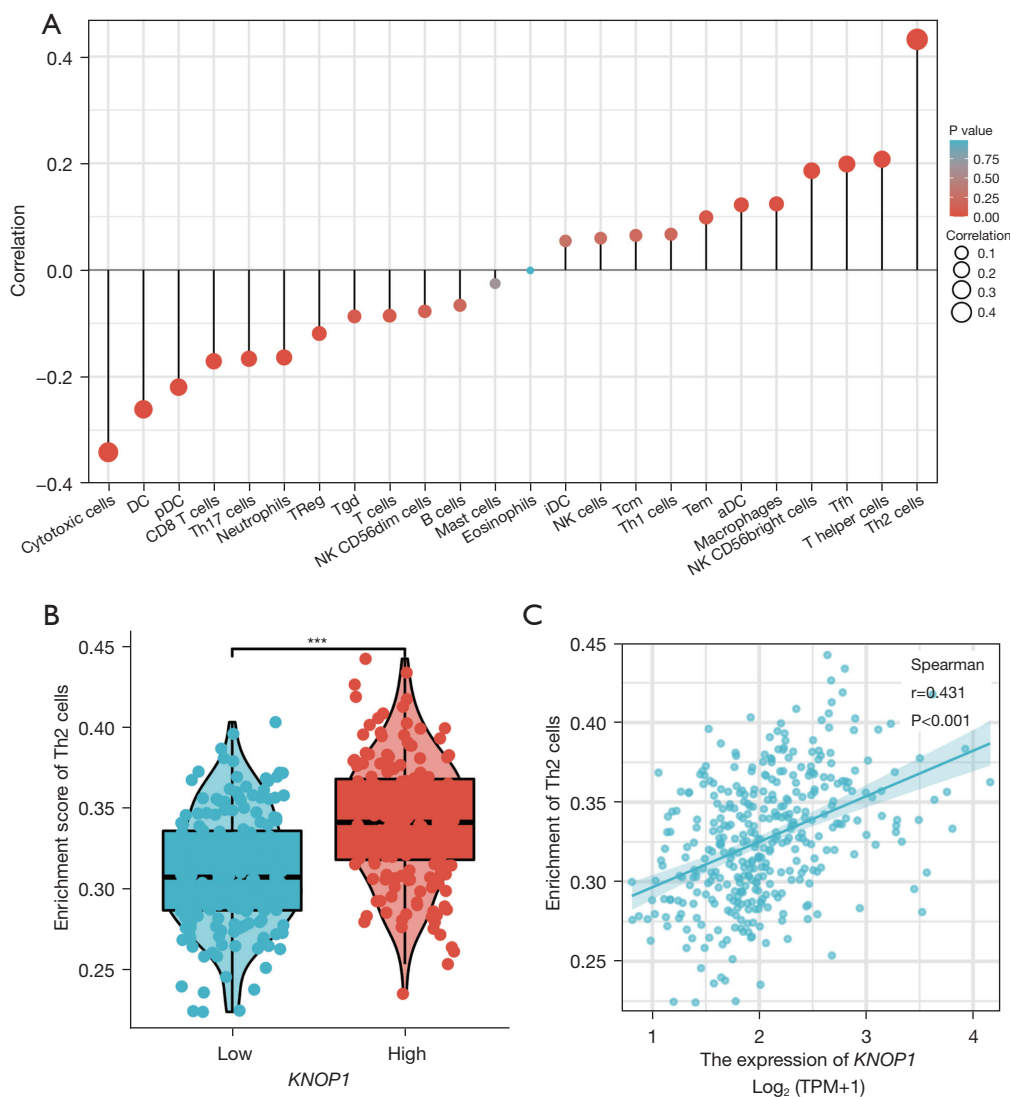 A
Correlation
0.4
0.2
0.0
−0.2
−0.4
Cytotoxic cells
DC
pDC
CD8 T cells
Th17 cells
Neutrophils
TReg
Tgd
T cells
NK CD56dim cells
B cells
Mast cells
Eosinophils
iDC
NK cells
Tcm
Th1 cells
Tem
aDC
Macrophages
NK CD56bright cells
Tfh
T helper cells
Th2 cells
P value
0.75
0.50
0.25
0.00
Correlation
0.1
0.2
0.3
0.4
B
Enrichment score of Th2 cells
0.45
0.40
0.35
0.30
0.25
***
Low
High
KNOP1
C
Enrichment of Th2 cells
0.45
0.40
0.35
0.30
0.25
Spearman
r=0.431
P<0.001
1
2
3
4
The expression of KNOP1
Log₂ (TPM+1)